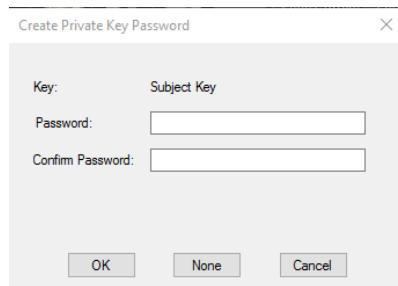 Create Private Key Password
Key: Subject Key
Password:
Confirm Password:
OK None Cancel